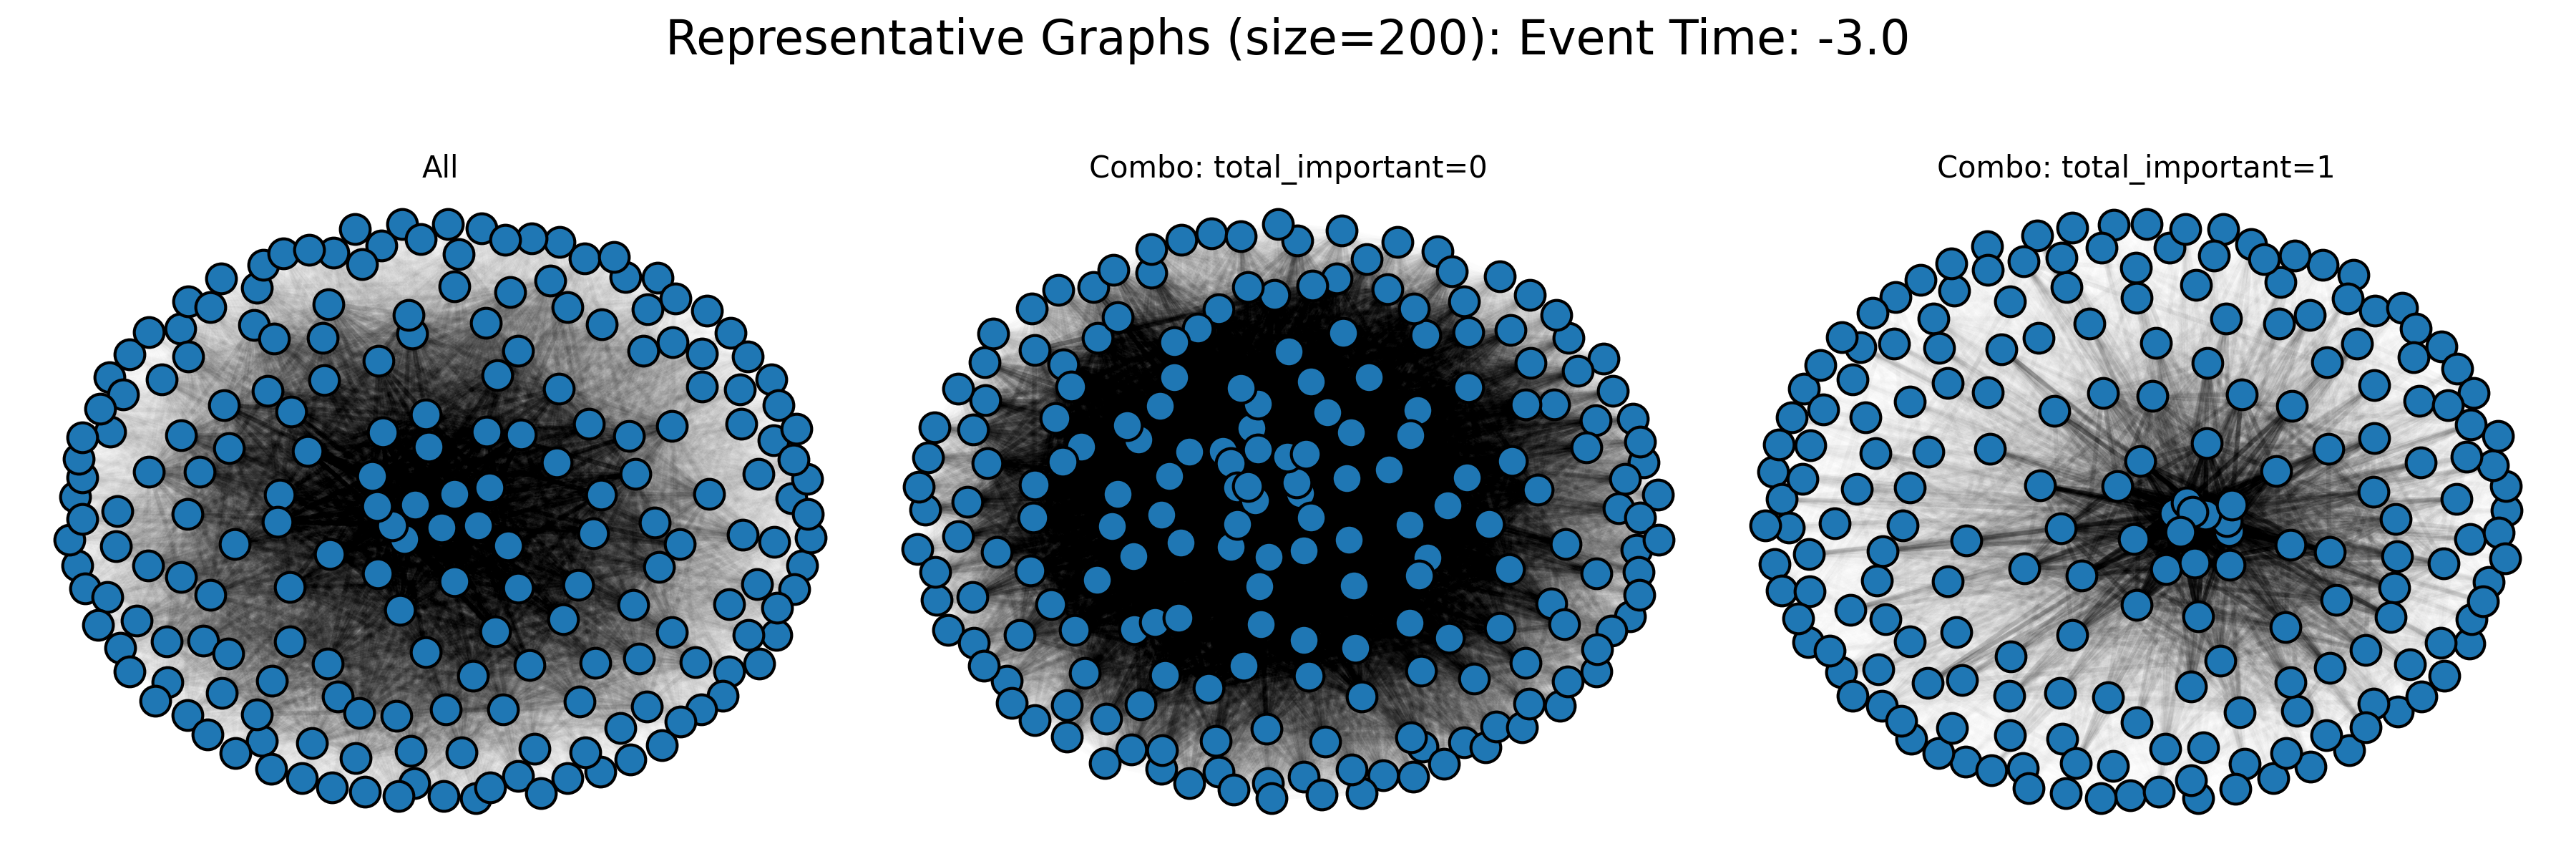 Representative Graphs (size=200): Event Time: -3.0
All
Combo: total_important=0
Combo: total_important=1